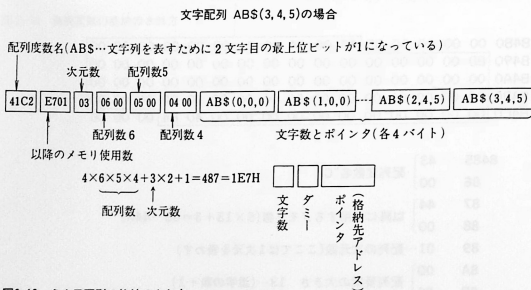 文字配列 AB$(3,4,5)の場合
配列度数名(AB$…文字列を表すために2文字目の最上位ビットが1になっている)
次元数 配列数5
41C2 E701 03 06 00 05 00 04 00 AB$(0,0,0) AB$(1,0,0) AB$(2,4,5) AB$(3,4,5)
配列数6 配列数4 文字数とポインタ(各4バイト)
以降のメモリ使用数
4×6×5×4+3×2+1=487=1E7H
配列数 次元数
文字数
ダミー
ポインタ
(格納先アドレス)